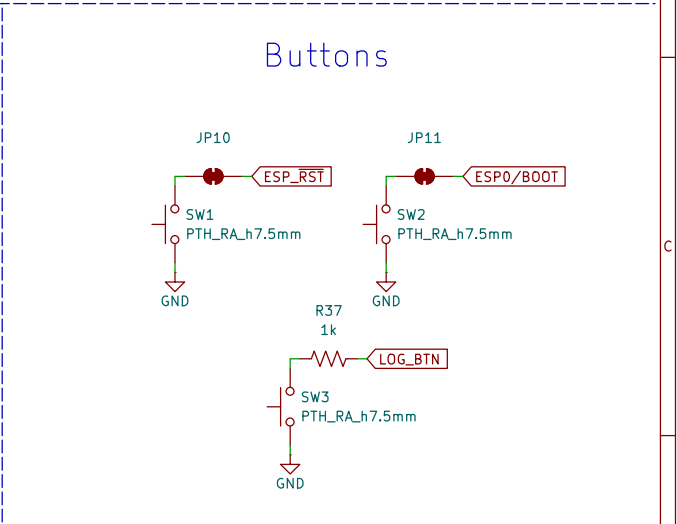 Buttons
JP10
JP11
ESP_RST
ESP0/BOOT
SW1
PTH_RA_h7.5mm
SW2
PTH_RA_h7.5mm
C
GND
GND
R37
1k
LOG_BTN
SW3
PTH_RA_h7.5mm
GND